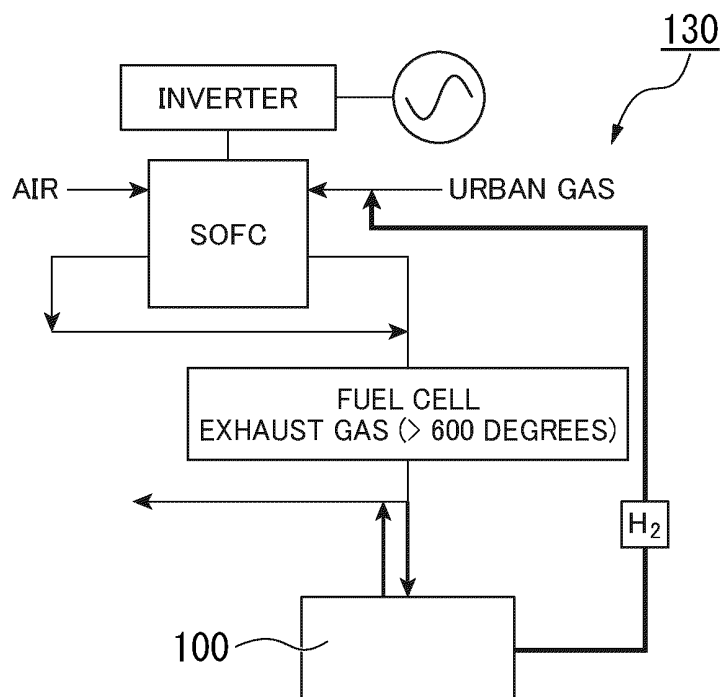 130
INVERTER
AIR
URBAN GAS
SOFC
FUEL CELL
EXHAUST GAS (> 600 DEGREES)
H₂
100